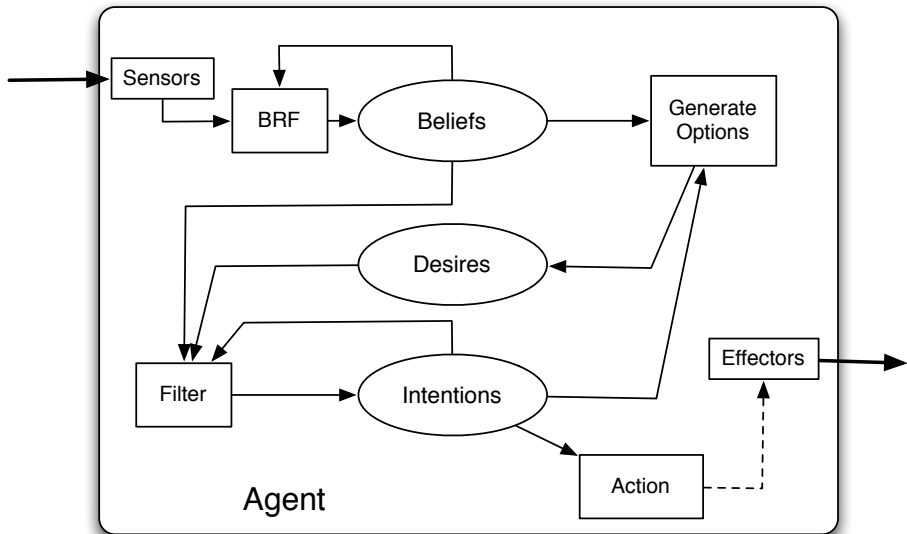 Sensors
BRF
Beliefs
Generate
Options
Desires
Effectors
Filter
Intentions
Action
Agent